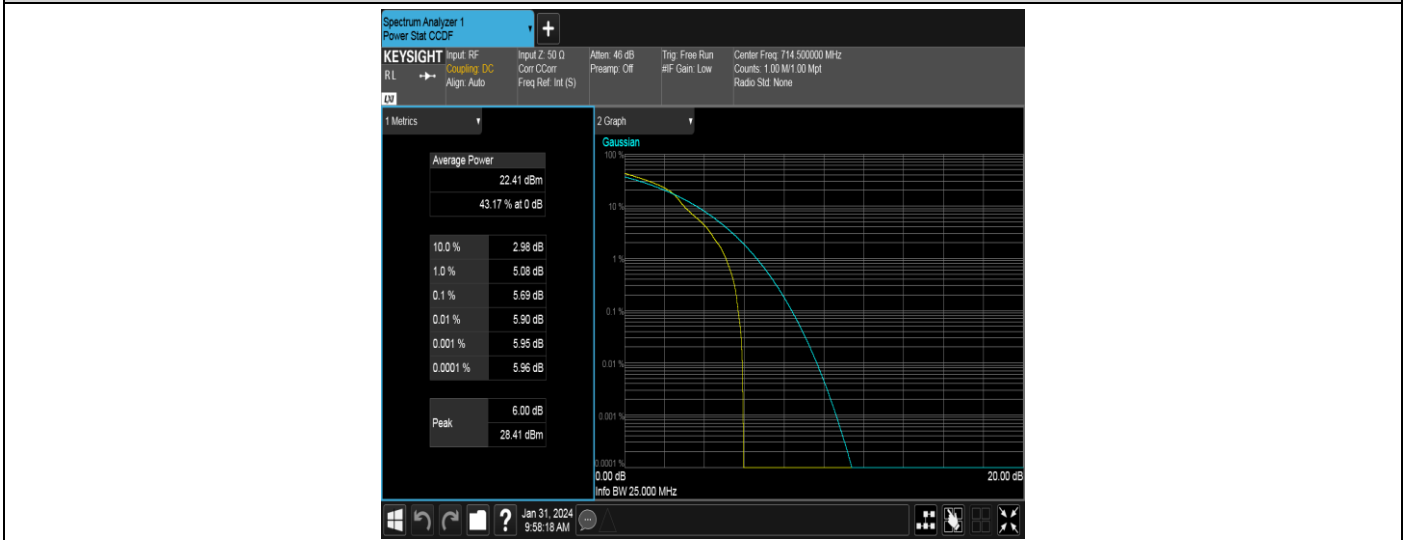 Spectrum Analyzer 1
Power Stat CCDF
+
KEYSIGHT
RL
LXI
Input: RF
Coupling: DC
Align: Auto
Input Z: 50 Ω
Corr CCorr
Freq Ref: Int (S)
Atten: 46 dB
Preamp: Off
Trig: Free Run
#IF Gain: Low
Center Freq: 714.500000 MHz
Counts: 1.00 M/1.00 Mpt
Radio Std: None
1 Metrics
Average Power
22.41 dBm
43.17 % at 0 dB
10.0 % 2.98 dB
1.0 % 5.08 dB
0.1 % 5.69 dB
0.01 % 5.90 dB
0.001 % 5.95 dB
0.0001 % 5.96 dB
Peak
6.00 dB
28.41 dBm
2 Graph
Gaussian
100 %
10 %
1 %
0.1 %
0.01 %
0.001 %
0.0001 %
0.00 dB 20.00 dB
Info BW 25.000 MHz
?
Jan 31, 2024
9:58:18 AM